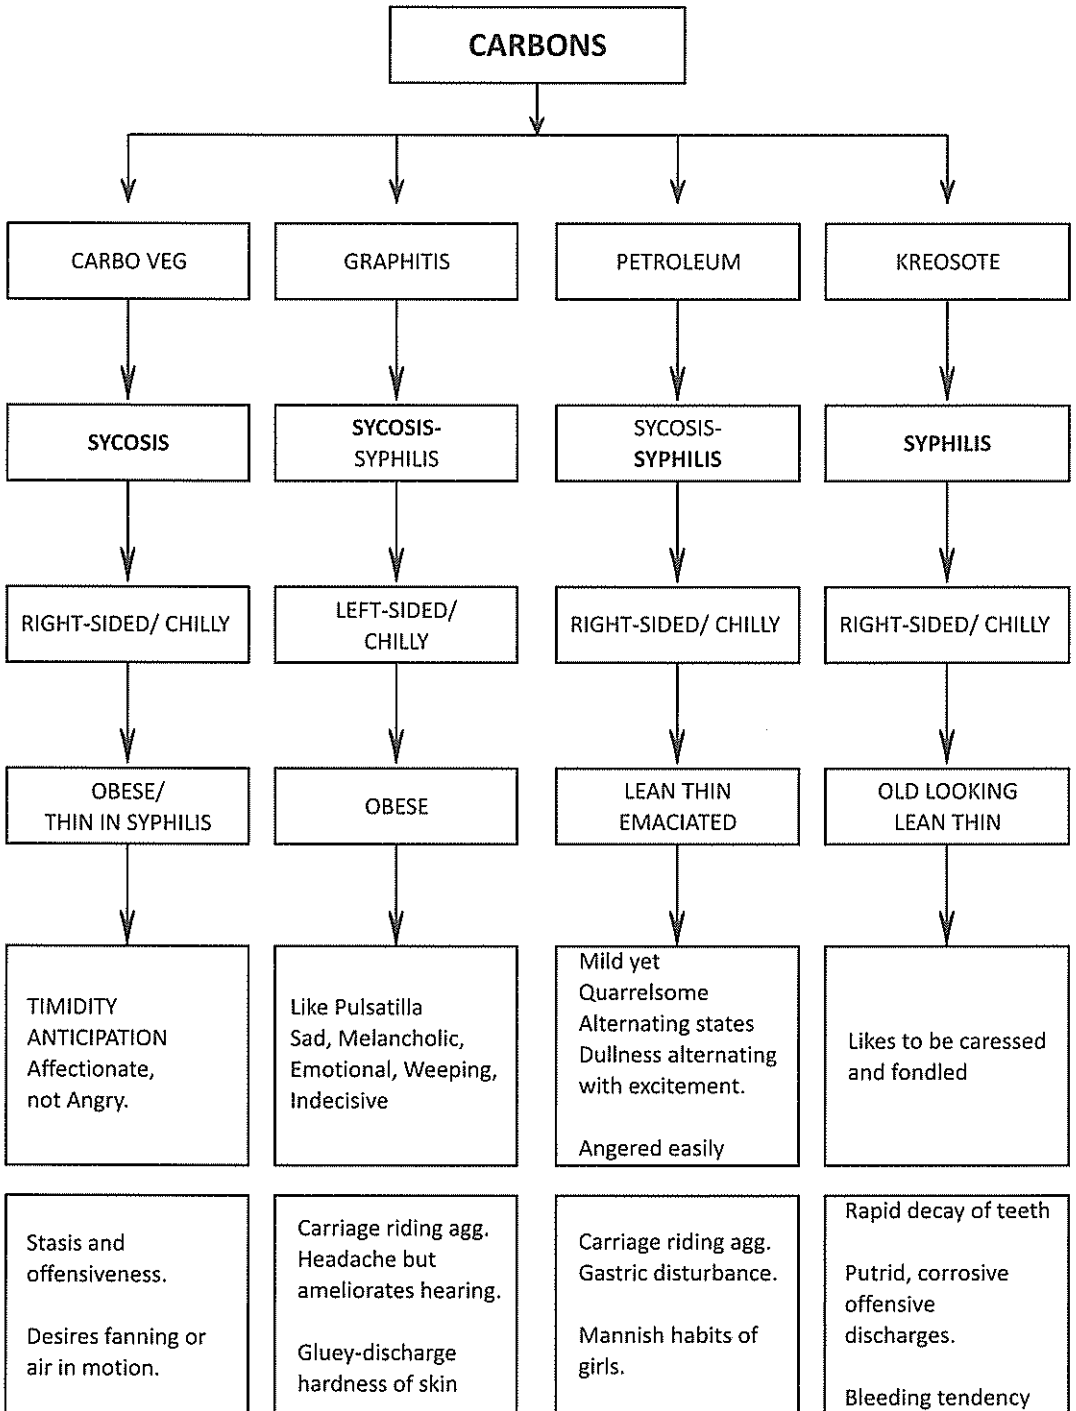 CARBONS
CARBO VEG
GRAPHITIS
PETROLEUM
KREOSOTE
SYCOSIS
SYCOSIS-
SYPHILIS
SYCOSIS-
SYPHILIS
SYPHILIS
RIGHT-SIDED/ CHILLY
LEFT-SIDED/
CHILLY
RIGHT-SIDED/ CHILLY
RIGHT-SIDED/ CHILLY
OBESE/
THIN IN SYPHILIS
OBESE
LEAN THIN
EMACIATED
OLD LOOKING
LEAN THIN
TIMIDITY
ANTICIPATION
Affectionate,
not Angry.
Like Pulsatilla
Sad, Melancholic,
Emotional, Weeping,
Indecisive
Mild yet
Quarrelsome
Alternating states
Dullness alternating
with excitement.
Angered easily
Likes to be caressed
and fondled
Stasis and
offensiveness.
Desires fanning or
air in motion.
Carriage riding agg.
Headache but
ameliorates hearing.
Gluey-discharge
hardness of skin
Carriage riding agg.
Gastric disturbance.
Mannish habits of
girls.
Rapid decay of teeth
Putrid, corrosive
offensive
discharges.
Bleeding tendency